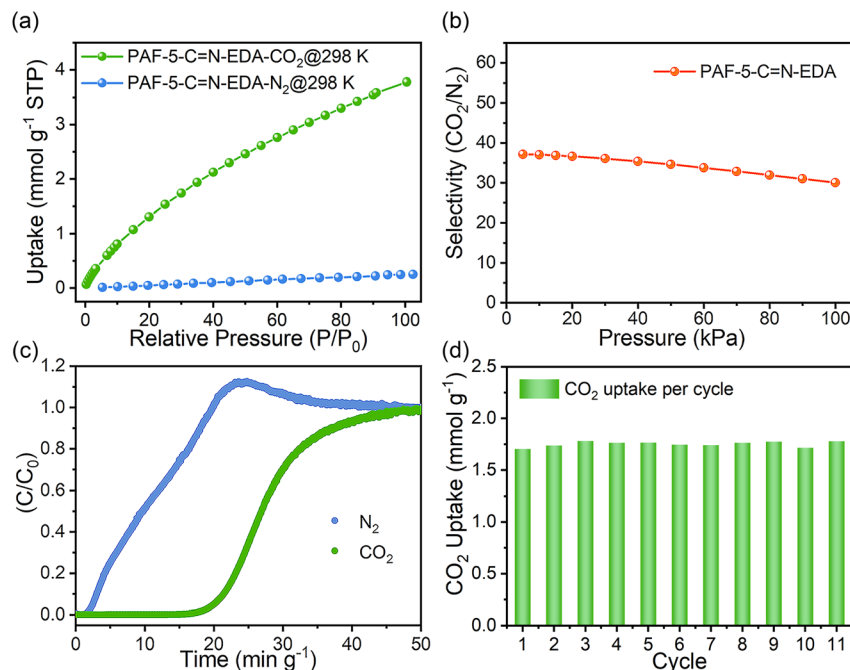 (a)
PAF-5-C=N-EDA-CO₂@298 K
PAF-5-C=N-EDA-N₂@298 K
Uptake (mmol g⁻¹ STP)
4
3
2
1
0
0 20 40 60 80 100
Relative Pressure (P/P₀)
(b)
PAF-5-C=N-EDA
Selectivity (CO₂/N₂)
60
50
40
30
20
10
0
0 20 40 60 80 100
Pressure (kPa)
(c)
(C/C₀)
1.2
1.0
0.8
0.6
0.4
0.2
0.0
N₂
CO₂
0 10 20 30 40 50
Time (min g⁻¹)
(d)
CO₂ uptake per cycle
CO₂ Uptake (mmol g⁻¹)
2.5
2.0
1.5
1.0
0.5
0.0
1 2 3 4 5 6 7 8 9 10 11
Cycle